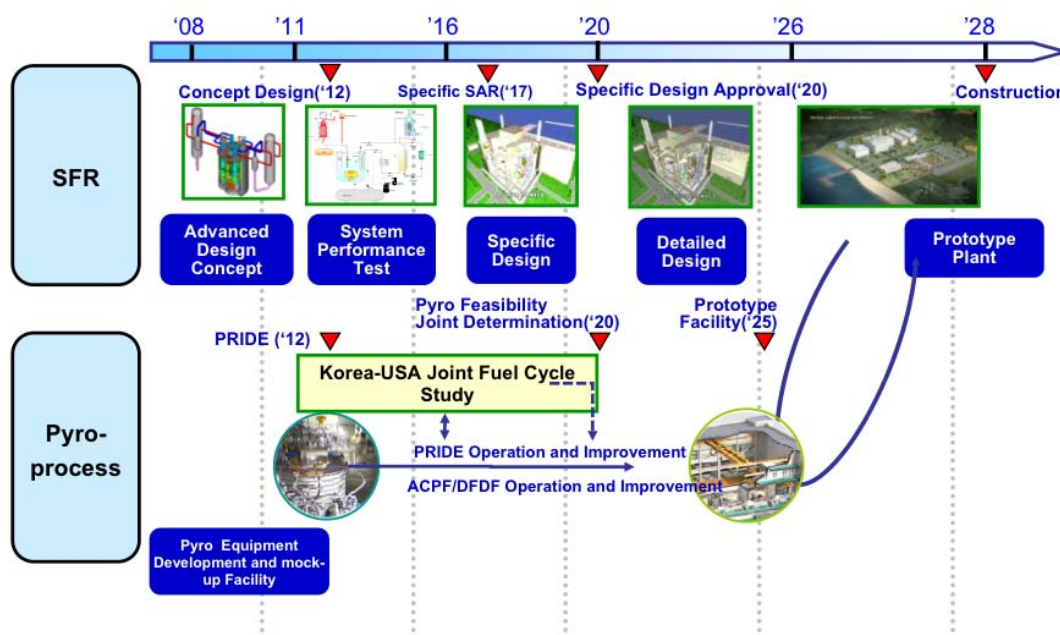 ‘08
’11
’16
’20
’26
’28
Concept Design(‘12)
Specific SAR(‘17)
Specific Design Approval(‘20)
Construction
SFR
Advanced
Design
Concept
System
Performance
Test
Specific
Design
Detailed
Design
Prototype
Plant
Pyro Feasibility
Joint Determination(‘20)
Prototype
Facility(‘25)
PRIDE (‘12)
Korea-USA Joint Fuel Cycle
Study
Pyro-
process
PRIDE Operation and Improvement
ACPF/DFDF Operation and Improvement
Pyro Equipment
Development and mock-
up Facility